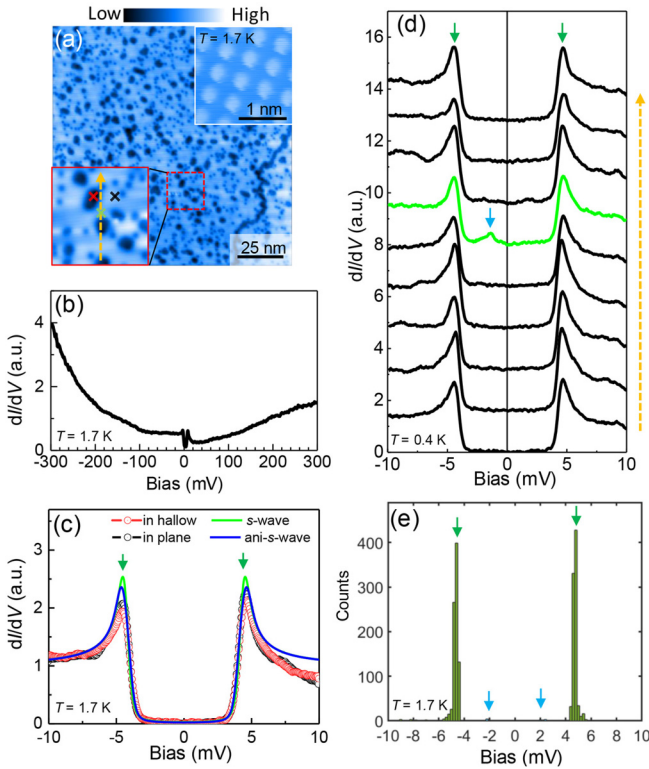 Low High
(a)
T = 1.7 K
1 nm
25 nm
(b)
dI/dV (a.u.)
4
2
0
T = 1.7 K
-300 -200 -100 0 100 200 300
Bias (mV)
(c)
in hallow
s-wave
in plane
ani-s-wave
dI/dV (a.u.)
3
2
1
0
T = 1.7 K
-10 -5 0 5 10
Bias (mV)
(d)
dI/dV (a.u.)
16
14
12
10
8
6
4
2
0
T = 0.4 K
-10 -5 0 5 10
Bias (mV)
(e)
Counts
400
300
200
100
0
T = 1.7 K
-10 -8 -6 -4 -2 0 2 4 6 8 10
Bias (mV)